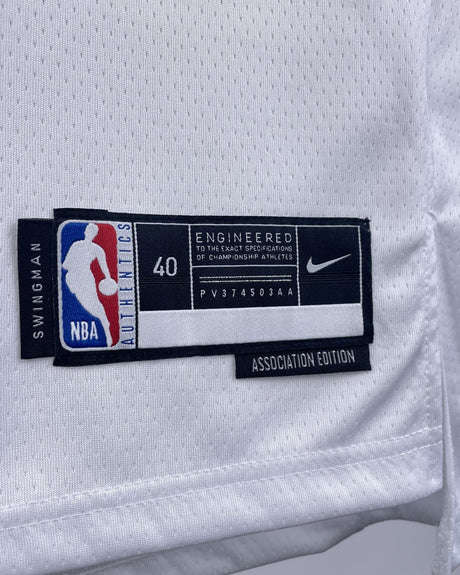 SWINGMAN
NBA
AUTHENTICS
40
ENGINEERED
TO THE EXACT SPECIFICATIONS
OF CHAMPIONSHIP ATHLETES
PV374503AA
ASSOCIATION EDITION